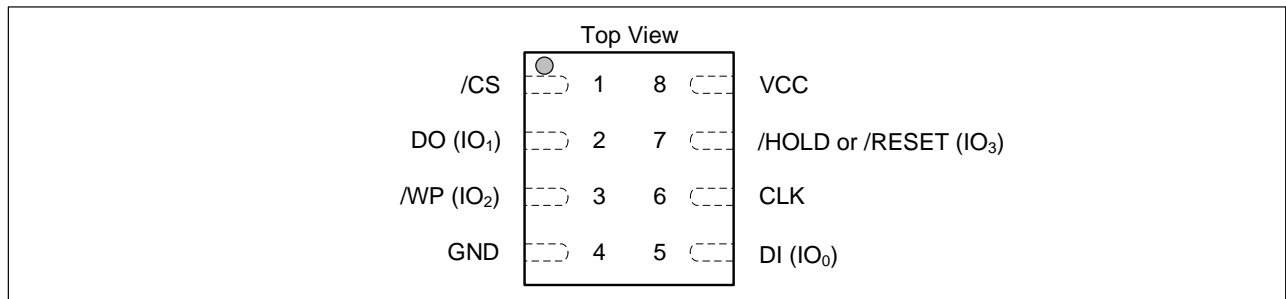 Top View
/CS 1 8 VCC
DO (IO₁) 2 7 /HOLD or /RESET (IO₃)
/WP (IO₂) 3 6 CLK
GND 4 5 DI (IO₀)